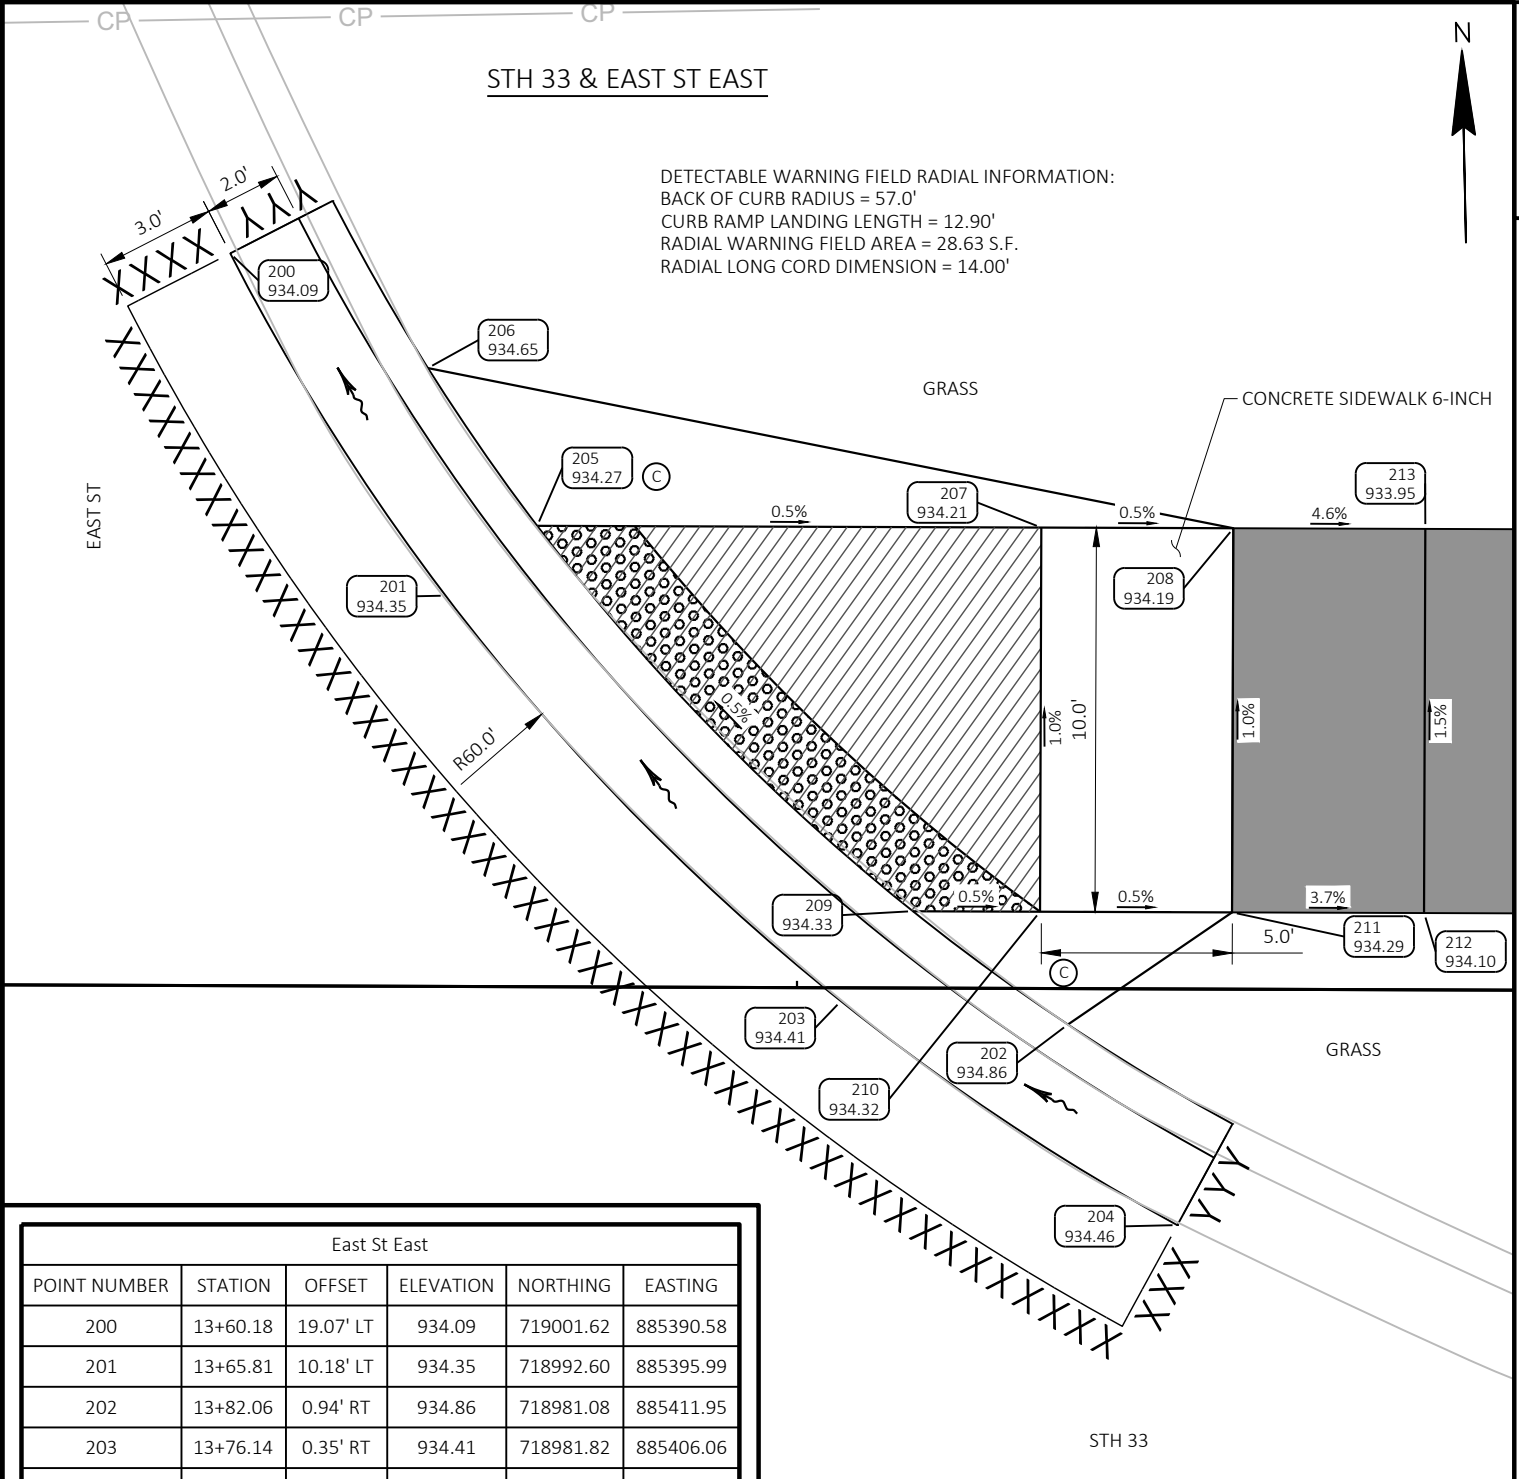 CP CP CP
N
STH 33 & EAST ST EAST
DETECTABLE WARNING FIELD RADIAL INFORMATION:
BACK OF CURB RADIUS = 57.0'
CURB RAMP LANDING LENGTH = 12.90'
RADIAL WARNING FIELD AREA = 28.63 S.F.
RADIAL LONG CORD DIMENSION = 14.00'
2.0'
3.0'
YYY
XXXX
200
934.09
206
934.65
GRASS
CONCRETE SIDEWALK 6-INCH
205
934.27
C
207
934.21
213
933.95
0.5%
0.5%
4.6%
EAST ST
201
934.35
208
934.19
0.5%
1.0%
10.0'
1.0%
1.5%
R60.0'
209
934.33
0.5%
0.5%
3.7%
211
934.29
212
934.10
5.0'
C
203
934.41
202
934.86
GRASS
210
934.32
YYY
204
934.46
XXX
East St East
POINT NUMBER STATION OFFSET ELEVATION NORTHING EASTING
200 13+60.18 19.07' LT 934.09 719001.62 885390.58
201 13+65.81 10.18' LT 934.35 718992.60 885395.99
202 13+82.06 0.94' RT 934.86 718981.08 885411.95
203 13+76.14 0.35' RT 934.41 718981.82 885406.06
STH 33